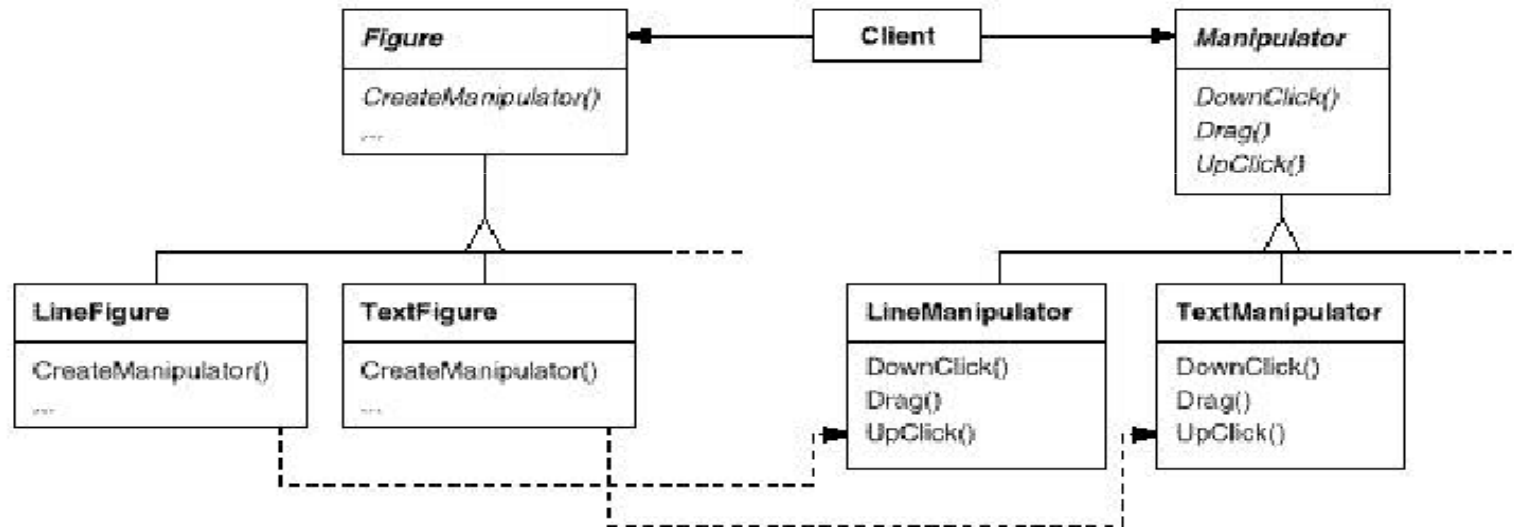 Figure
CreateManipulator()
...
Client
Manipulator
DownClick()
Drag()
UpClick()
LineFigure
CreateManipulator()
...
TextFigure
CreateManipulator()
...
LineManipulator
DownClick()
Drag()
UpClick()
TextManipulator
DownClick()
Drag()
UpClick()